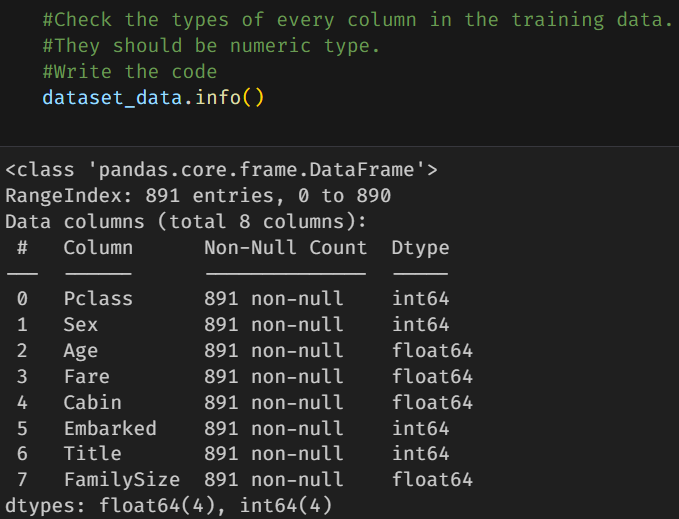 #Check the types of every column in the training data.
#They should be numeric type.
#Write the code
dataset_data.info()
<class 'pandas.core.frame.DataFrame'>
RangeIndex: 891 entries, 0 to 890
Data columns (total 8 columns):
 #   Column      Non-Null Count  Dtype
---  ------      --------------  -----
 0   Pclass      891 non-null    int64
 1   Sex         891 non-null    int64
 2   Age         891 non-null    float64
 3   Fare        891 non-null    float64
 4   Cabin       891 non-null    float64
 5   Embarked    891 non-null    int64
 6   Title       891 non-null    int64
 7   FamilySize  891 non-null    float64
dtypes: float64(4), int64(4)